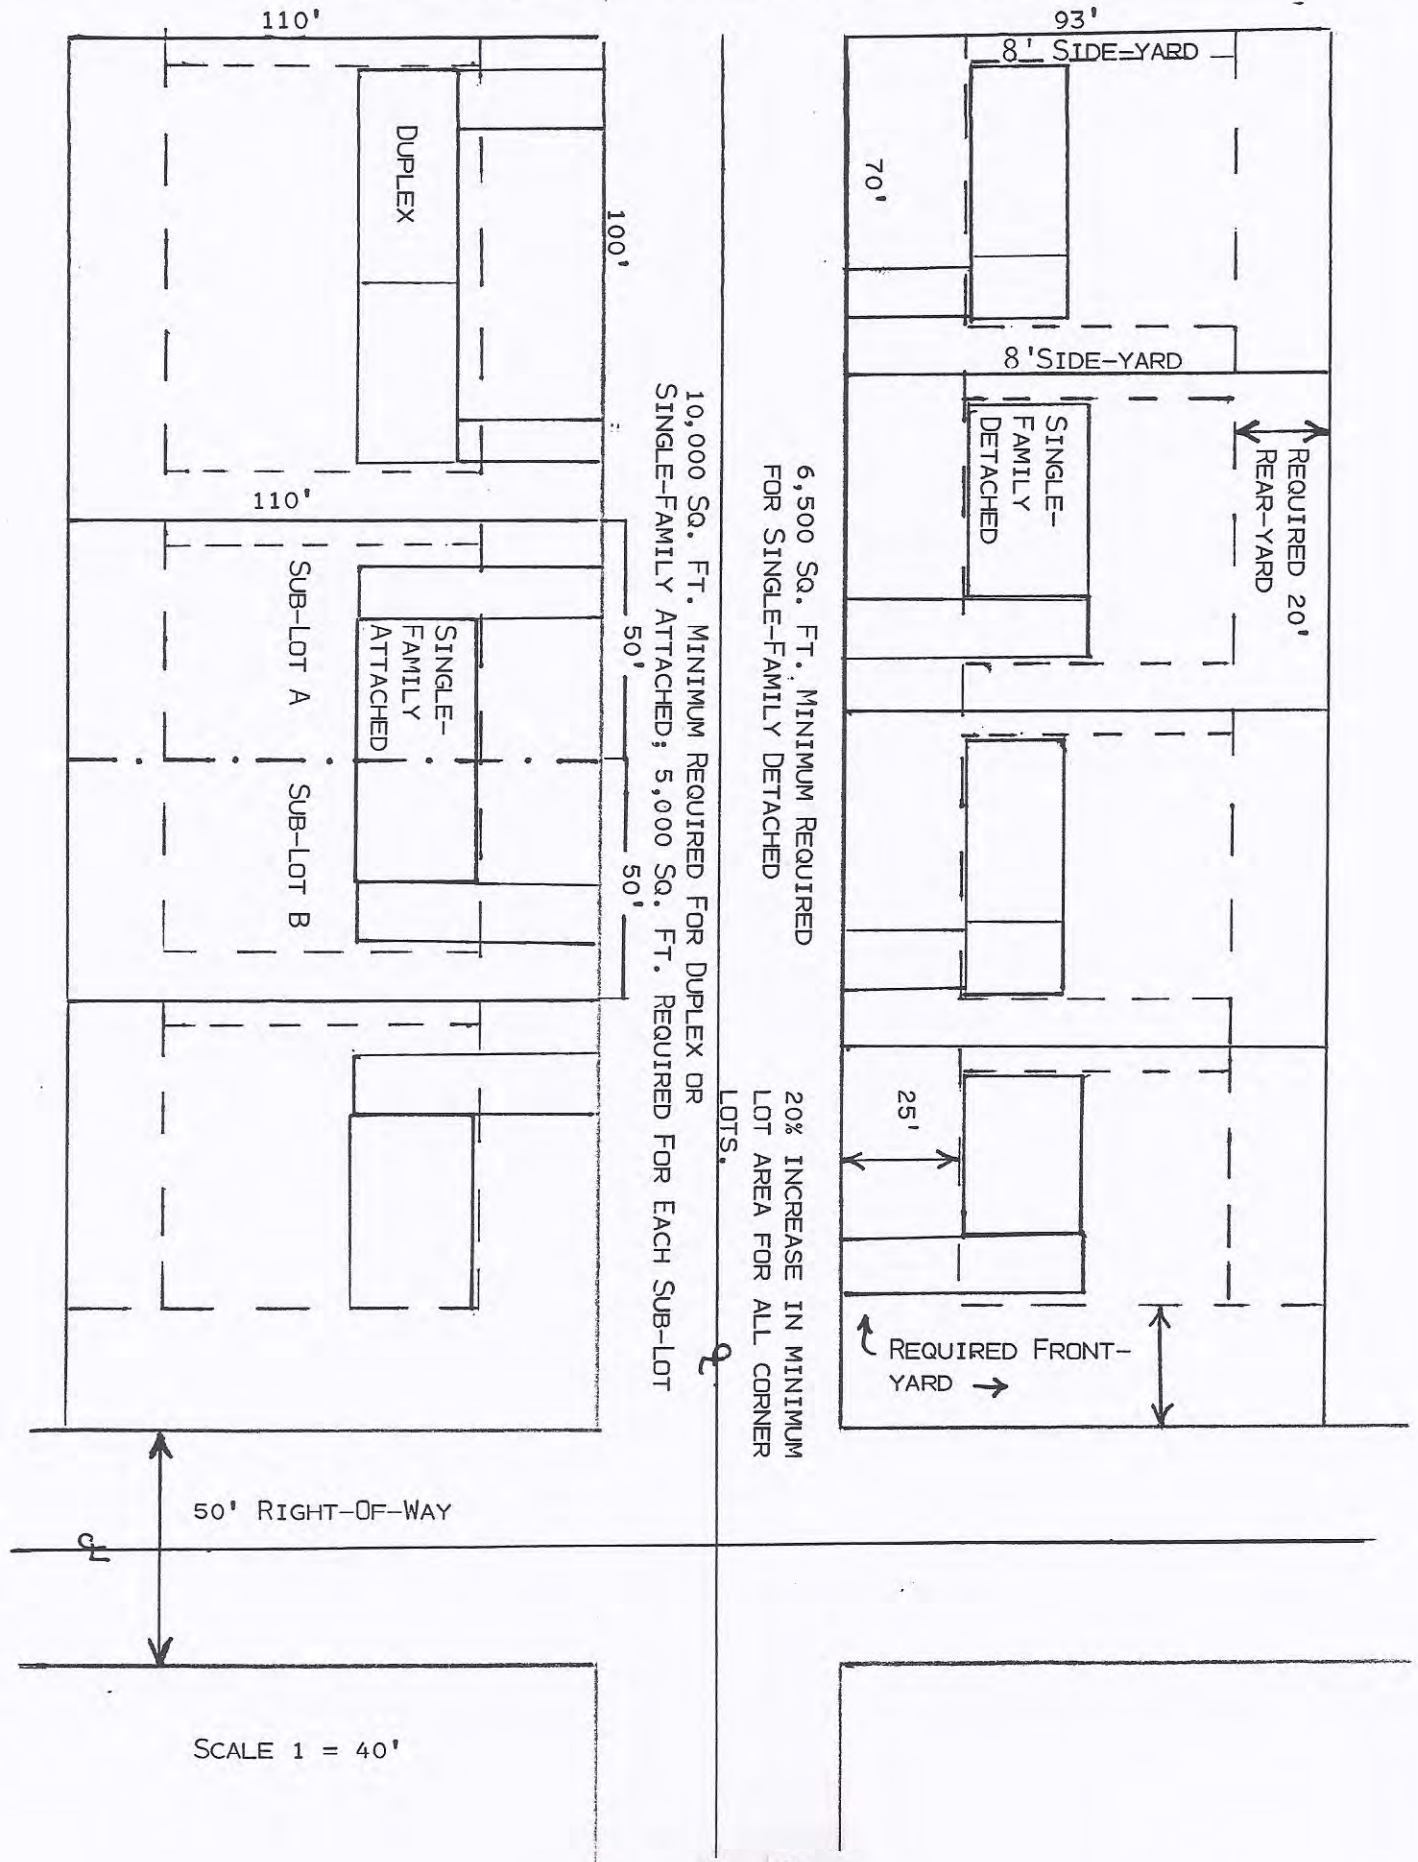 110'
93'
8' SIDE-YARD
DUPLEX
100'
70'
8' SIDE-YARD
SINGLE-
FAMILY
DETACHED
REQUIRED 20'
REAR-YARD
110'
SUB-LOT A
SUB-LOT B
SINGLE-
FAMILY
ATTACHED
50'
50'
6,500 SQ. FT. MINIMUM REQUIRED
FOR SINGLE-FAMILY DETACHED
10,000 SQ. FT. MINIMUM REQUIRED FOR DUPLEX OR
SINGLE-FAMILY ATTACHED; 5,000 SQ. FT. REQUIRED FOR EACH SUB-LOT
20% INCREASE IN MINIMUM
LOT AREA FOR ALL CORNER
LOTS.
25'
REQUIRED FRONT-
YARD →
℄
50' RIGHT-OF-WAY
℄
SCALE 1 = 40'